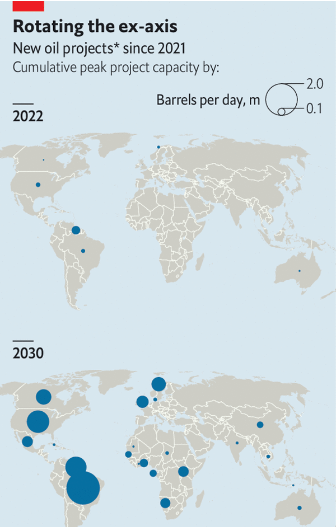 Rotating the ex-axis
New oil projects* since 2021
Cumulative peak project capacity by:
Barrels per day, m
2.0
0.1
2022
2030